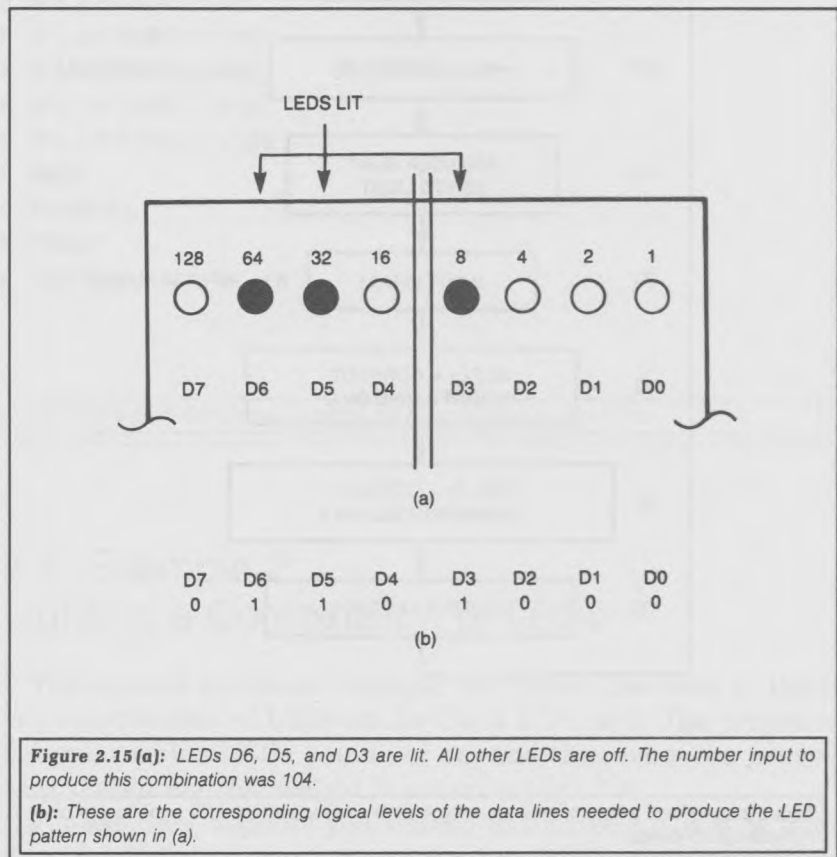 LEDS LIT
128 64 32 16 8 4 2 1
D7 D6 D5 D4 D3 D2 D1 D0
(a)
D7 D6 D5 D4 D3 D2 D1 D0
0 1 1 0 1 0 0 0
(b)
Figure 2.15(a): LEDs D6, D5, and D3 are lit. All other LEDs are off. The number input to
produce this combination was 104.
(b): These are the corresponding logical levels of the data lines needed to produce the LED
pattern shown in (a).